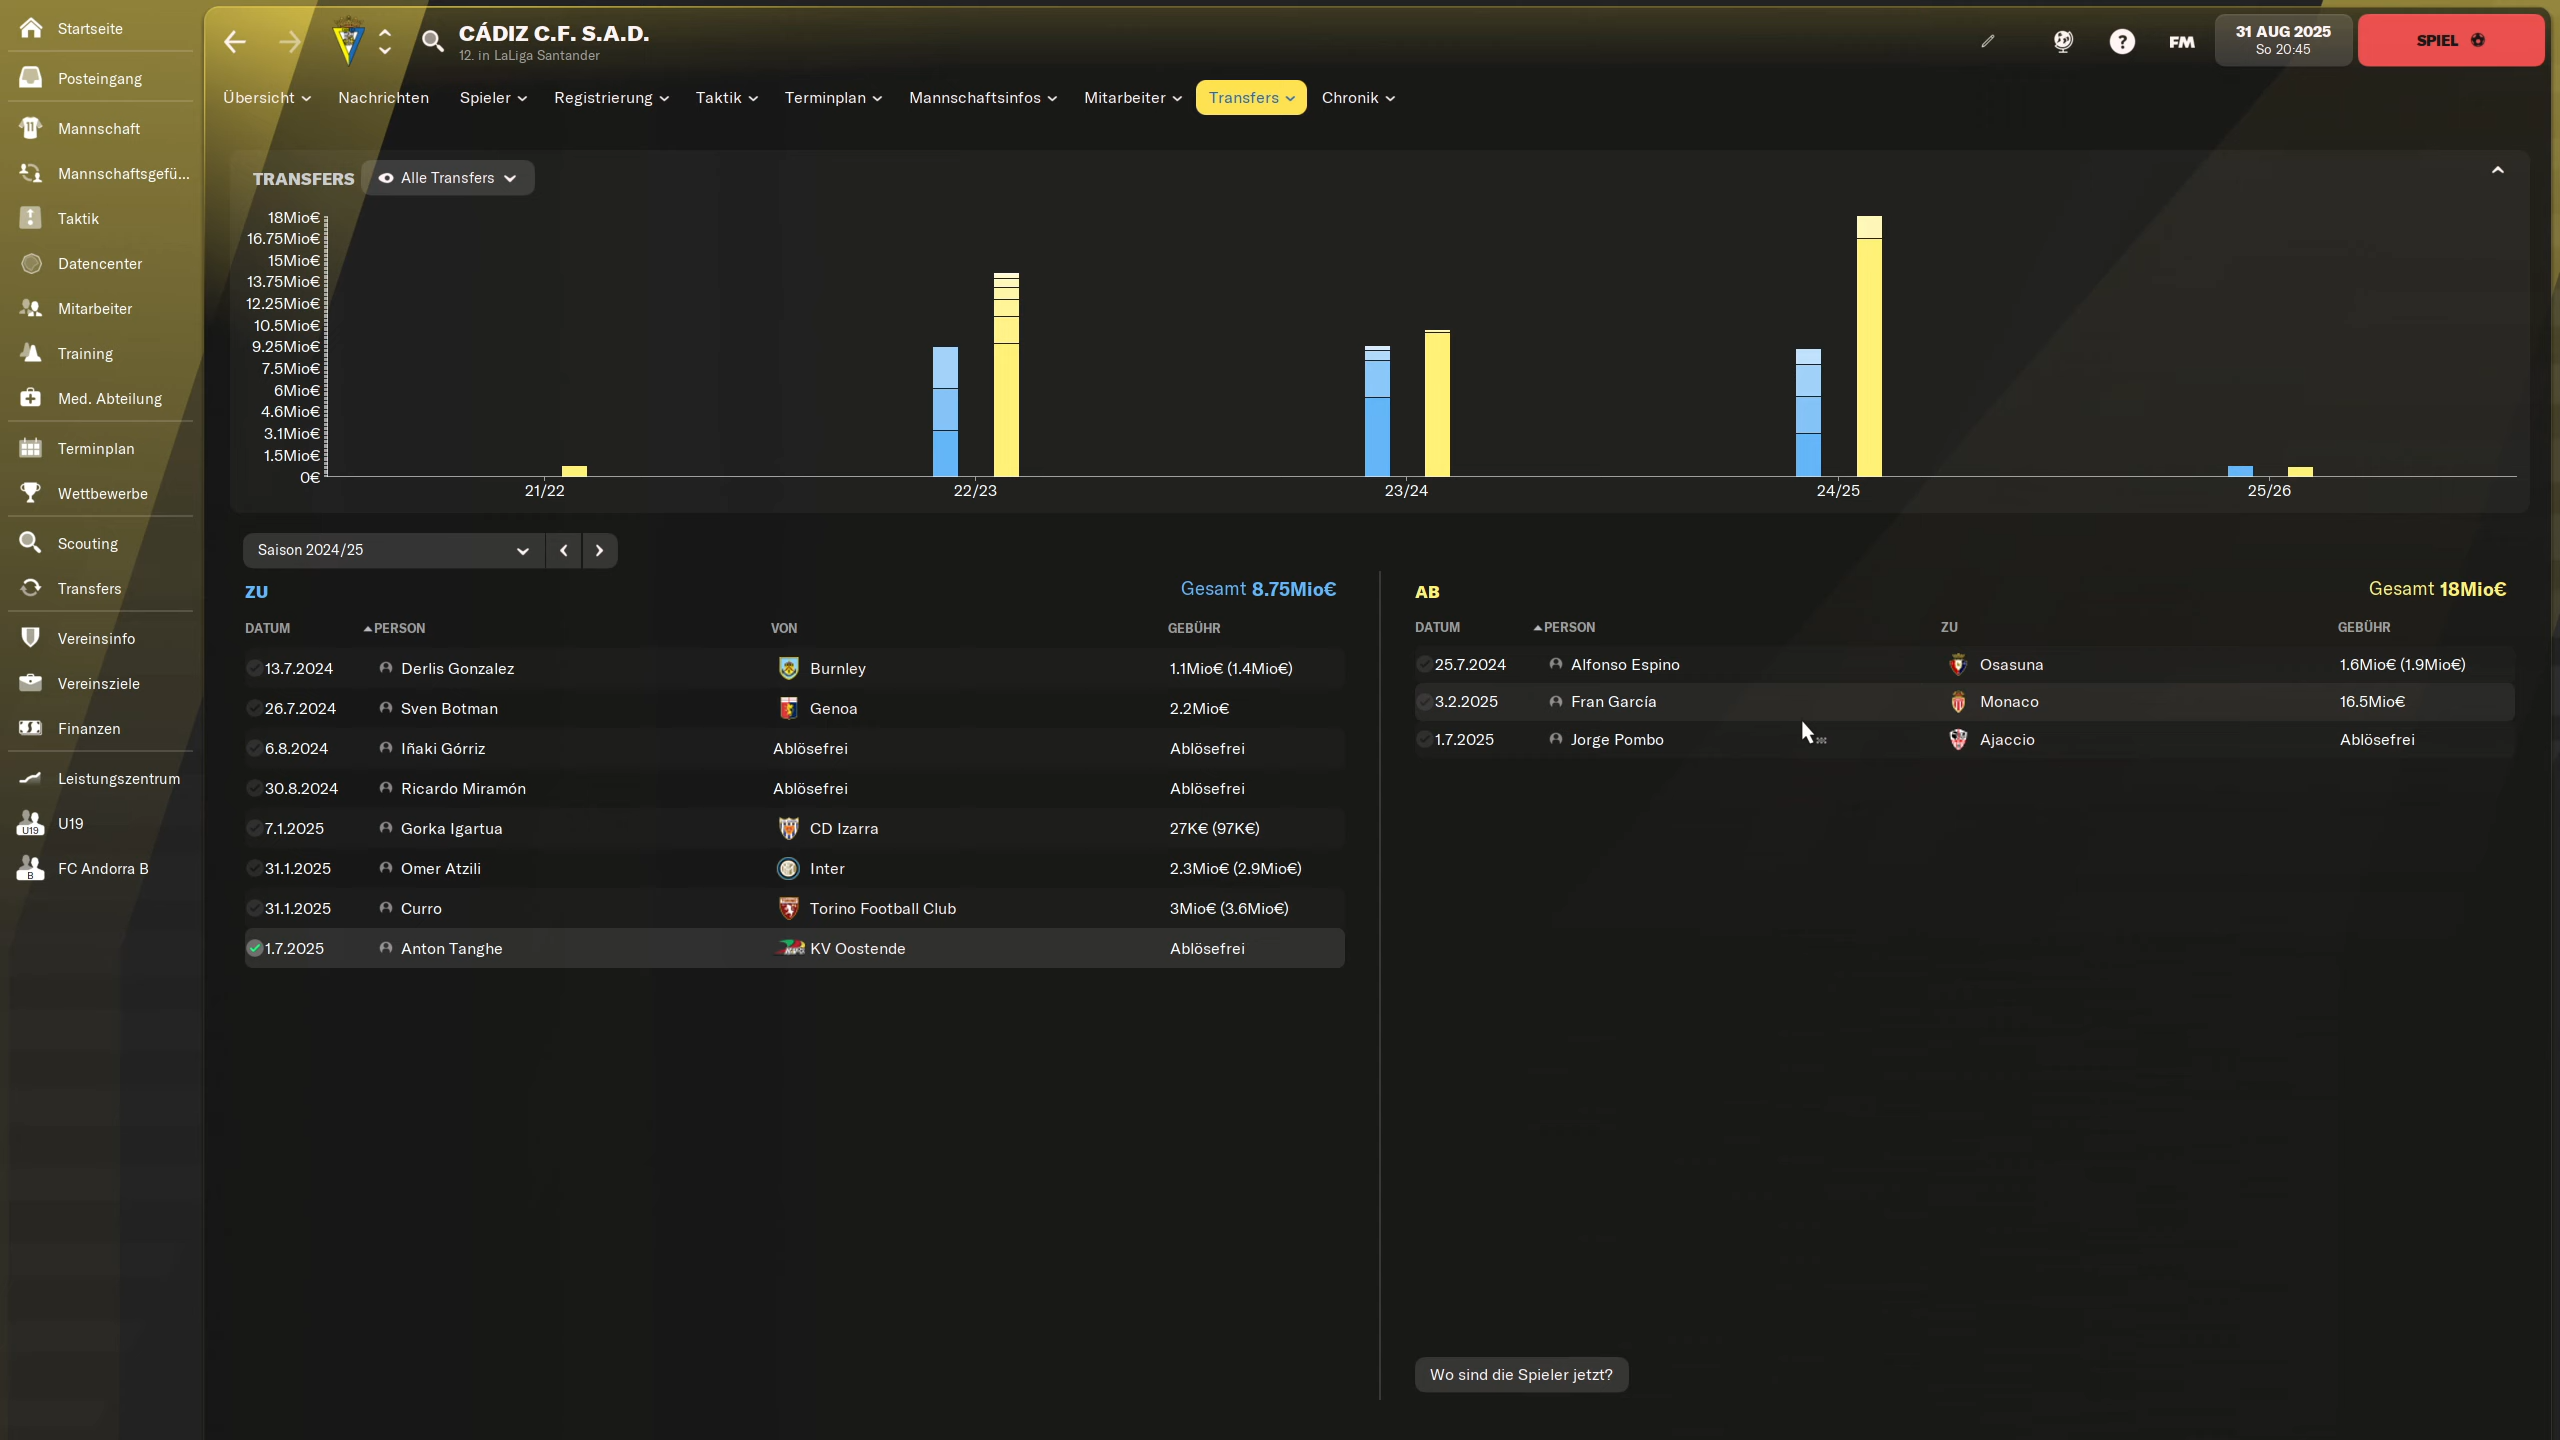 Startseite
Posteingang
Mannschaft
Mannschaftsgefü...
Taktik
Datencenter
Mitarbeiter
Training
Med. Abteilung
Terminplan
Wettbewerbe
Scouting
Transfers
Vereinsinfo
Vereinsziele
Finanzen
Leistungszentrum
U19 U19
B FC Andorra B
CÁDIZ C.F. S.A.D.
12. in LaLiga Santander
FM
31 AUG 2025
So 20:45
SPIEL
Übersicht Nachrichten Spieler Registrierung Taktik Terminplan Mannschaftsinfos Mitarbeiter Transfers Chronik
TRANSFERS Alle Transfers
18Mio€
16.75Mio€
15Mio€
13.75Mio€
12.25Mio€
10.5Mio€
9.25Mio€
7.5Mio€
6Mio€
4.6Mio€
3.1Mio€
1.5Mio€
0€
21/22 22/23 23/24 24/25 25/26
Saison 2024/25
ZU Gesamt 8.75Mio€
DATUM PERSON VON GEBÜHR
13.7.2024 Derlis Gonzalez Burnley 1.1Mio€ (1.4Mio€)
26.7.2024 Sven Botman Genoa 2.2Mio€
6.8.2024 Iñaki Górriz Ablösefrei Ablösefrei
30.8.2024 Ricardo Miramón Ablösefrei Ablösefrei
7.1.2025 Gorka Igartua CD Izarra 27K€ (97K€)
31.1.2025 Omer Atzili Inter 2.3Mio€ (2.9Mio€)
31.1.2025 Curro Torino Football Club 3Mio€ (3.6Mio€)
1.7.2025 Anton Tanghe KV Oostende Ablösefrei
AB Gesamt 18Mio€
DATUM PERSON ZU GEBÜHR
25.7.2024 Alfonso Espino Osasuna 1.6Mio€ (1.9Mio€)
3.2.2025 Fran García Monaco 16.5Mio€
1.7.2025 Jorge Pombo Ajaccio Ablösefrei
Wo sind die Spieler jetzt?